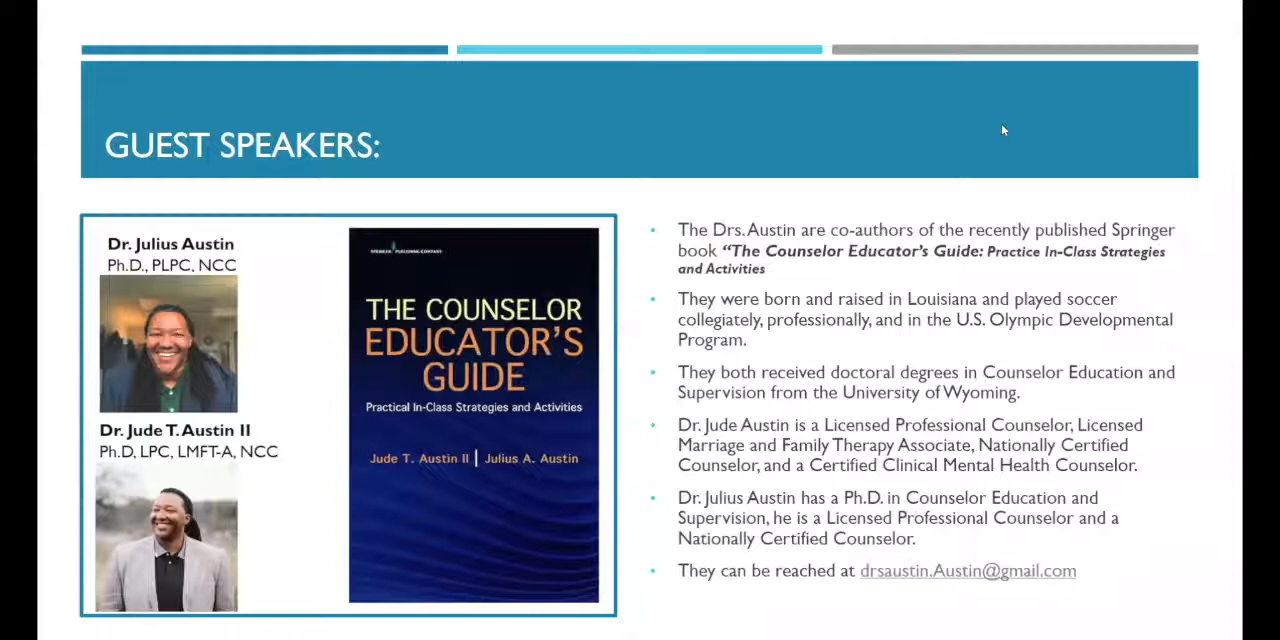 GUEST SPEAKERS:
Dr. Julius Austin
Ph.D., PLPC, NCC
Dr. Jude T. Austin II
Ph.D, LPC, LMFT-A, NCC
SPRINGER PUBLISHING COMPANY
THE COUNSELOR
EDUCATOR'S
GUIDE
Practical In-Class Strategies and Activities
Jude T. Austin II | Julius A. Austin
• The Drs. Austin are co-authors of the recently published Springer
book “The Counselor Educator’s Guide: Practice In-Class Strategies
and Activities
• They were born and raised in Louisiana and played soccer
collegiately, professionally, and in the U.S. Olympic Developmental
Program.
• They both received doctoral degrees in Counselor Education and
Supervision from the University of Wyoming.
• Dr. Jude Austin is a Licensed Professional Counselor, Licensed
Marriage and Family Therapy Associate, Nationally Certified
Counselor, and a Certified Clinical Mental Health Counselor.
• Dr. Julius Austin has a Ph.D. in Counselor Education and
Supervision, he is a Licensed Professional Counselor and a
Nationally Certified Counselor.
• They can be reached at drsaustin.Austin@gmail.com